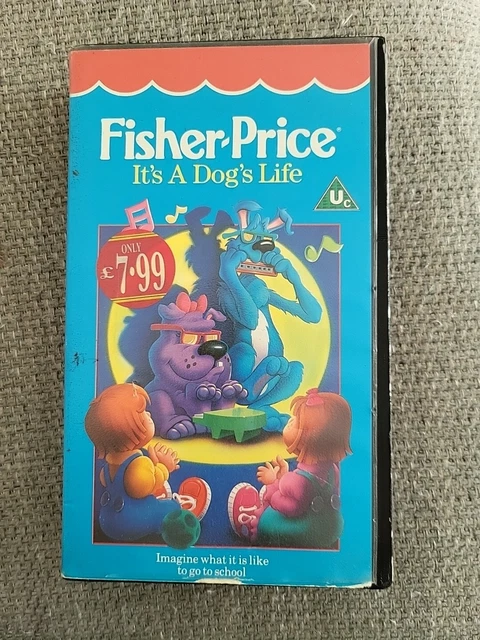 Fisher-Price®
It's A Dog's Life
Uc
ONLY
£7.99
Imagine what it is like
to go to school